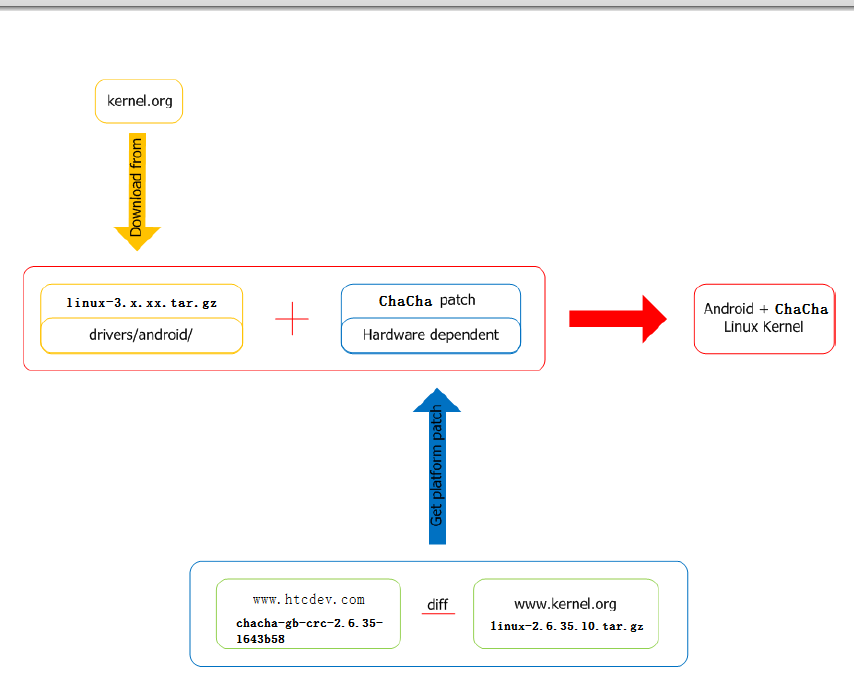 kernel.org
Download from
linux-3.x.xx.tar.gz
drivers/android/
ChaCha patch
Hardware dependent
Android + ChaCha
Linux Kernel
Get platform patch
www.htcdev.com
chacha-gb-crc-2.6.35-
1643b58
diff
www.kernel.org
linux-2.6.35.10.tar.gz